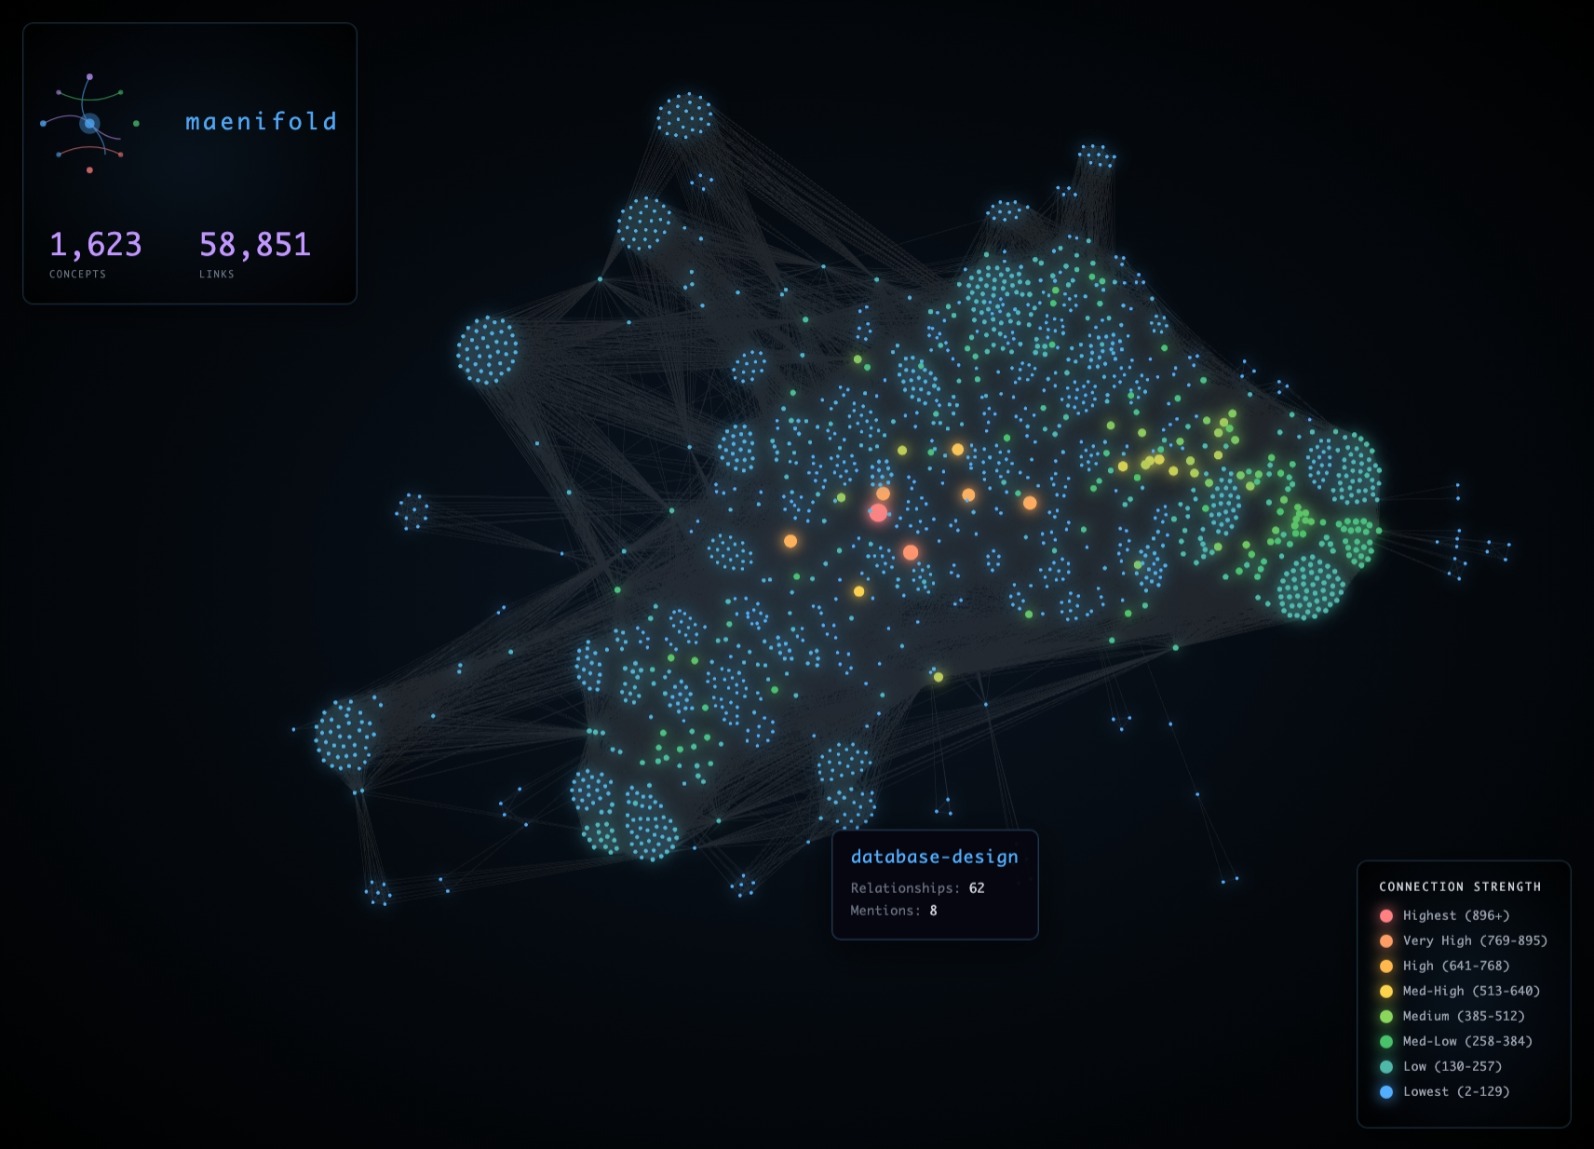 maenifold
1,623 58,851
CONCEPTS LINKS
database-design
Relationships: 62
Mentions: 8
CONNECTION STRENGTH
Highest (896+)
Very High (769-895)
High (641-768)
Med-High (513-640)
Medium (385-512)
Med-Low (258-384)
Low (130-257)
Lowest (2-129)